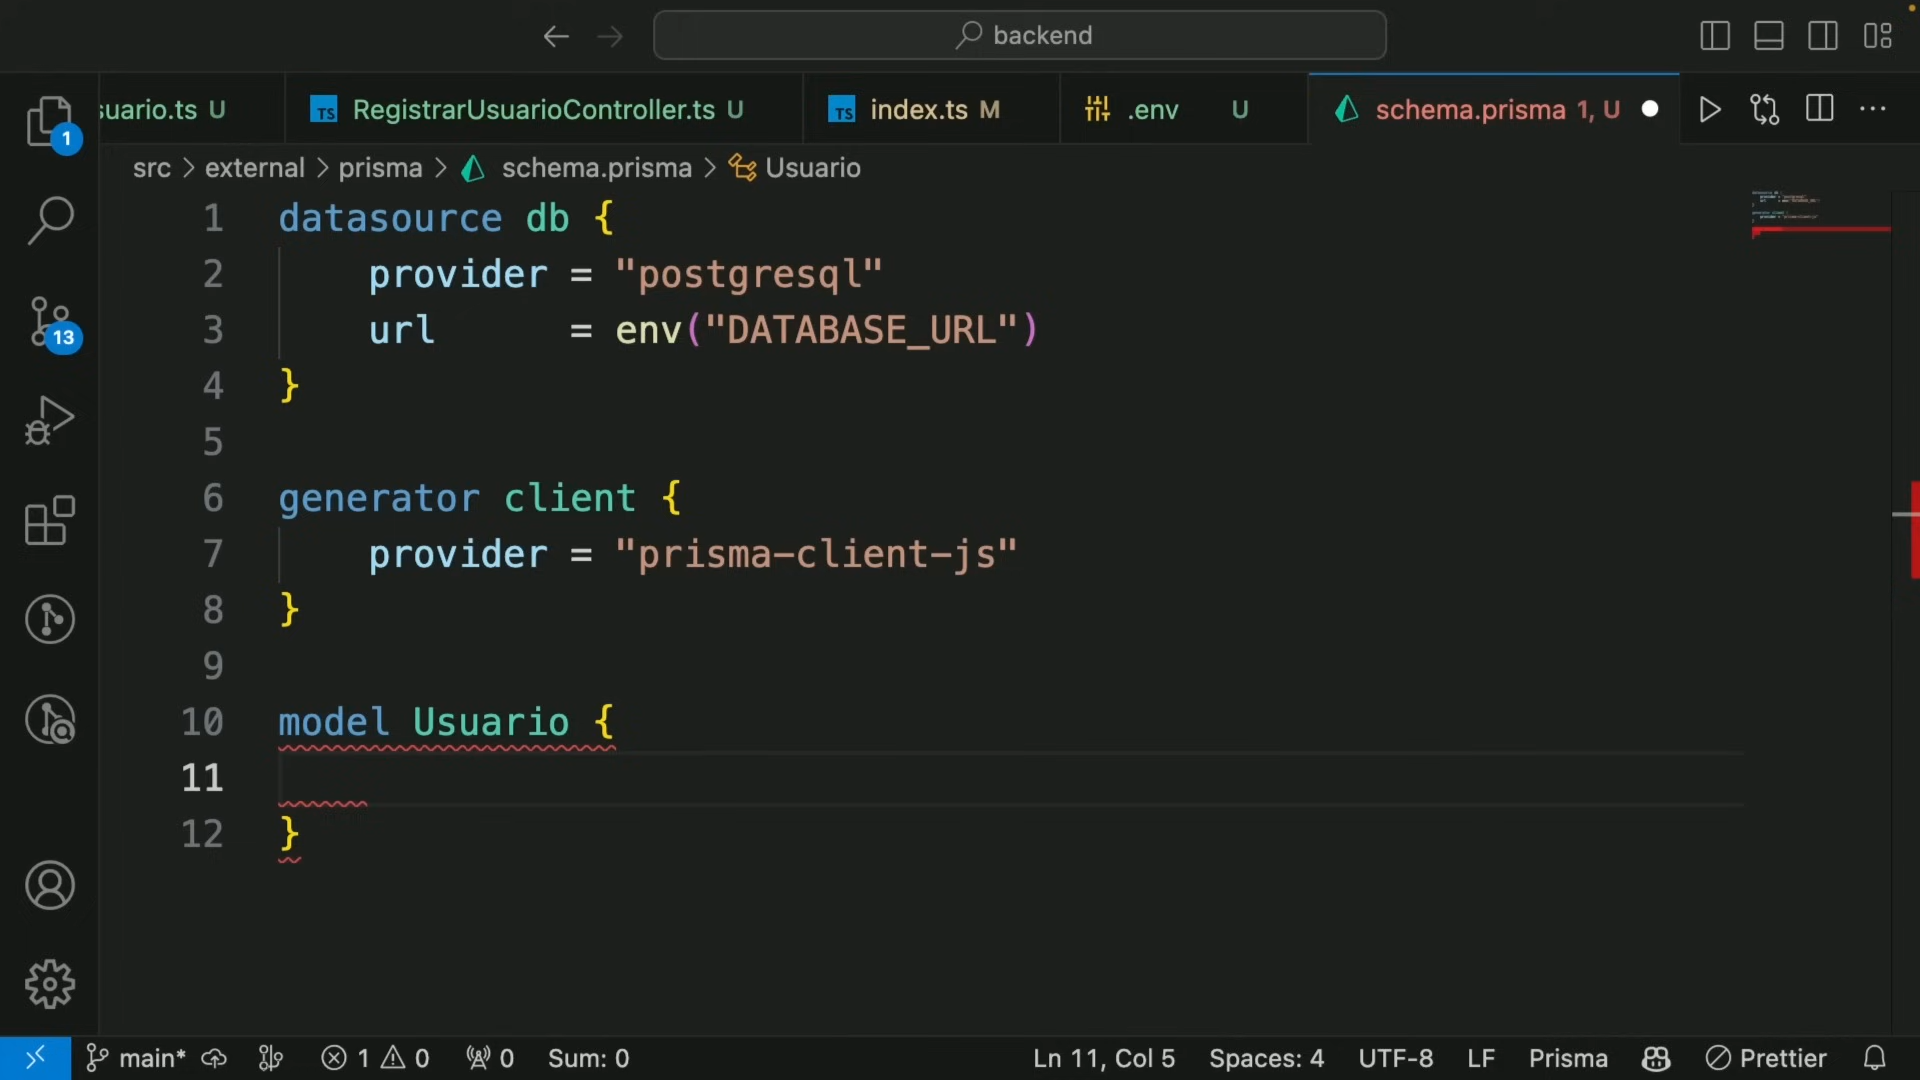 backend
suario.ts U
RegistrarUsuarioController.ts U
index.ts M
.env U
schema.prisma 1, U
src > external > prisma > schema.prisma > Usuario
1 datasource db {
2 provider = "postgresql"
3 url = env("DATABASE_URL")
4 }
5
6 generator client {
7 provider = "prisma-client-js"
8 }
9
10 model Usuario {
11
12 }
1
13
main* 1 0 0 Sum: 0 Ln 11, Col 5 Spaces: 4 UTF-8 LF Prisma Prettier